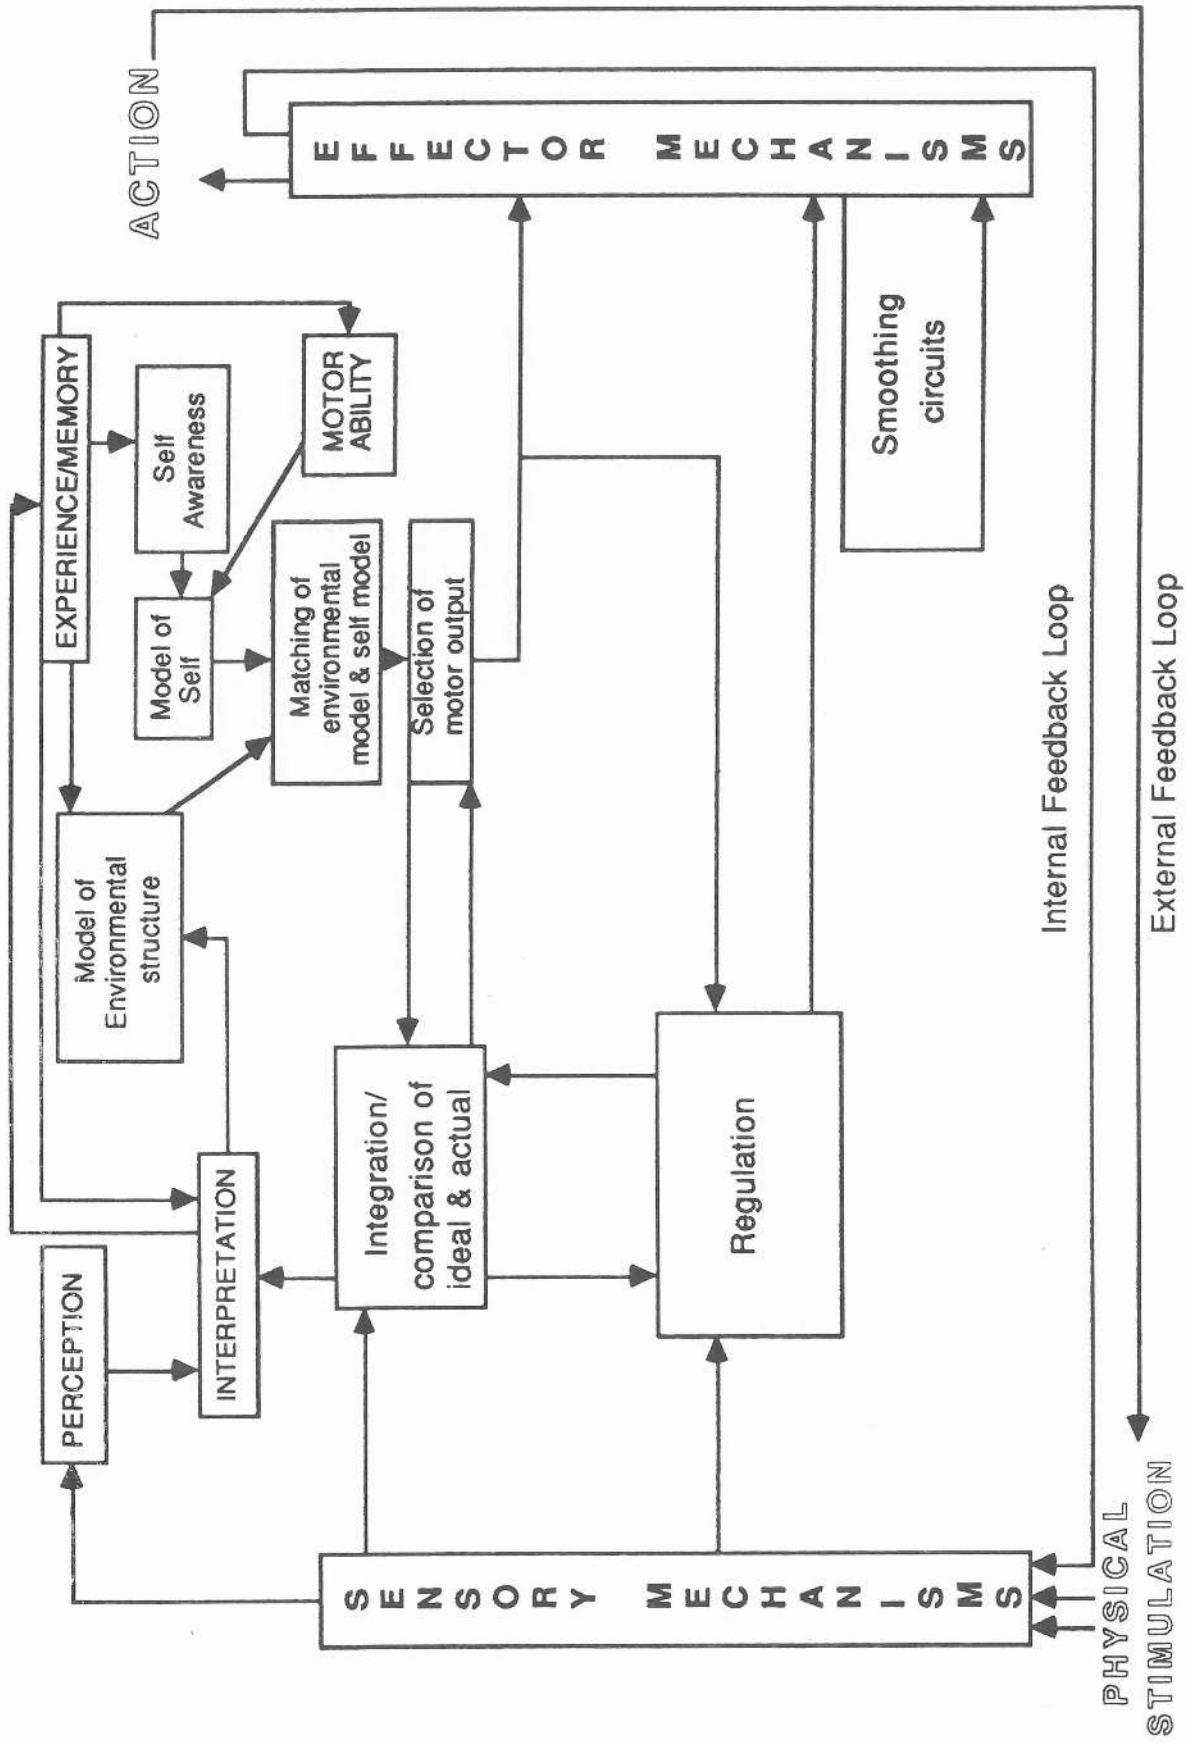 PERCEPTION
INTERPRETATION
EXPERIENCE/MEMORY
Model of
Environmental
structure
Self
Awareness
Model of
Self
MOTOR
ABILITY
Matching of
environmental
model & self model
Selection of
motor output
Integration/
comparison of
ideal & actual
Regulation
Smoothing
circuits
SENSORY MECHANISMS
EFFECTOR MECHANISMS
ACTION
Internal Feedback Loop
External Feedback Loop
PHYSICAL
STIMULATION